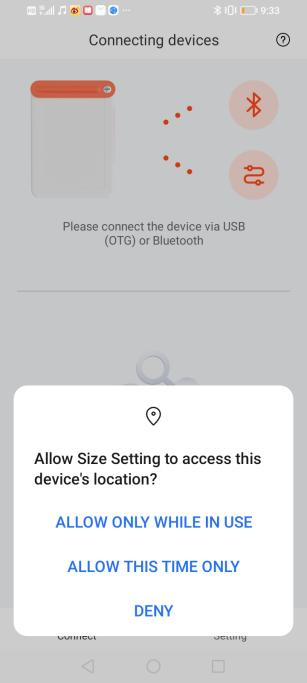 9:33
Connecting devices
Please connect the device via USB
(OTG) or Bluetooth
Allow Size Setting to access this
device's location?
ALLOW ONLY WHILE IN USE
ALLOW THIS TIME ONLY
DENY
Connect
Setting